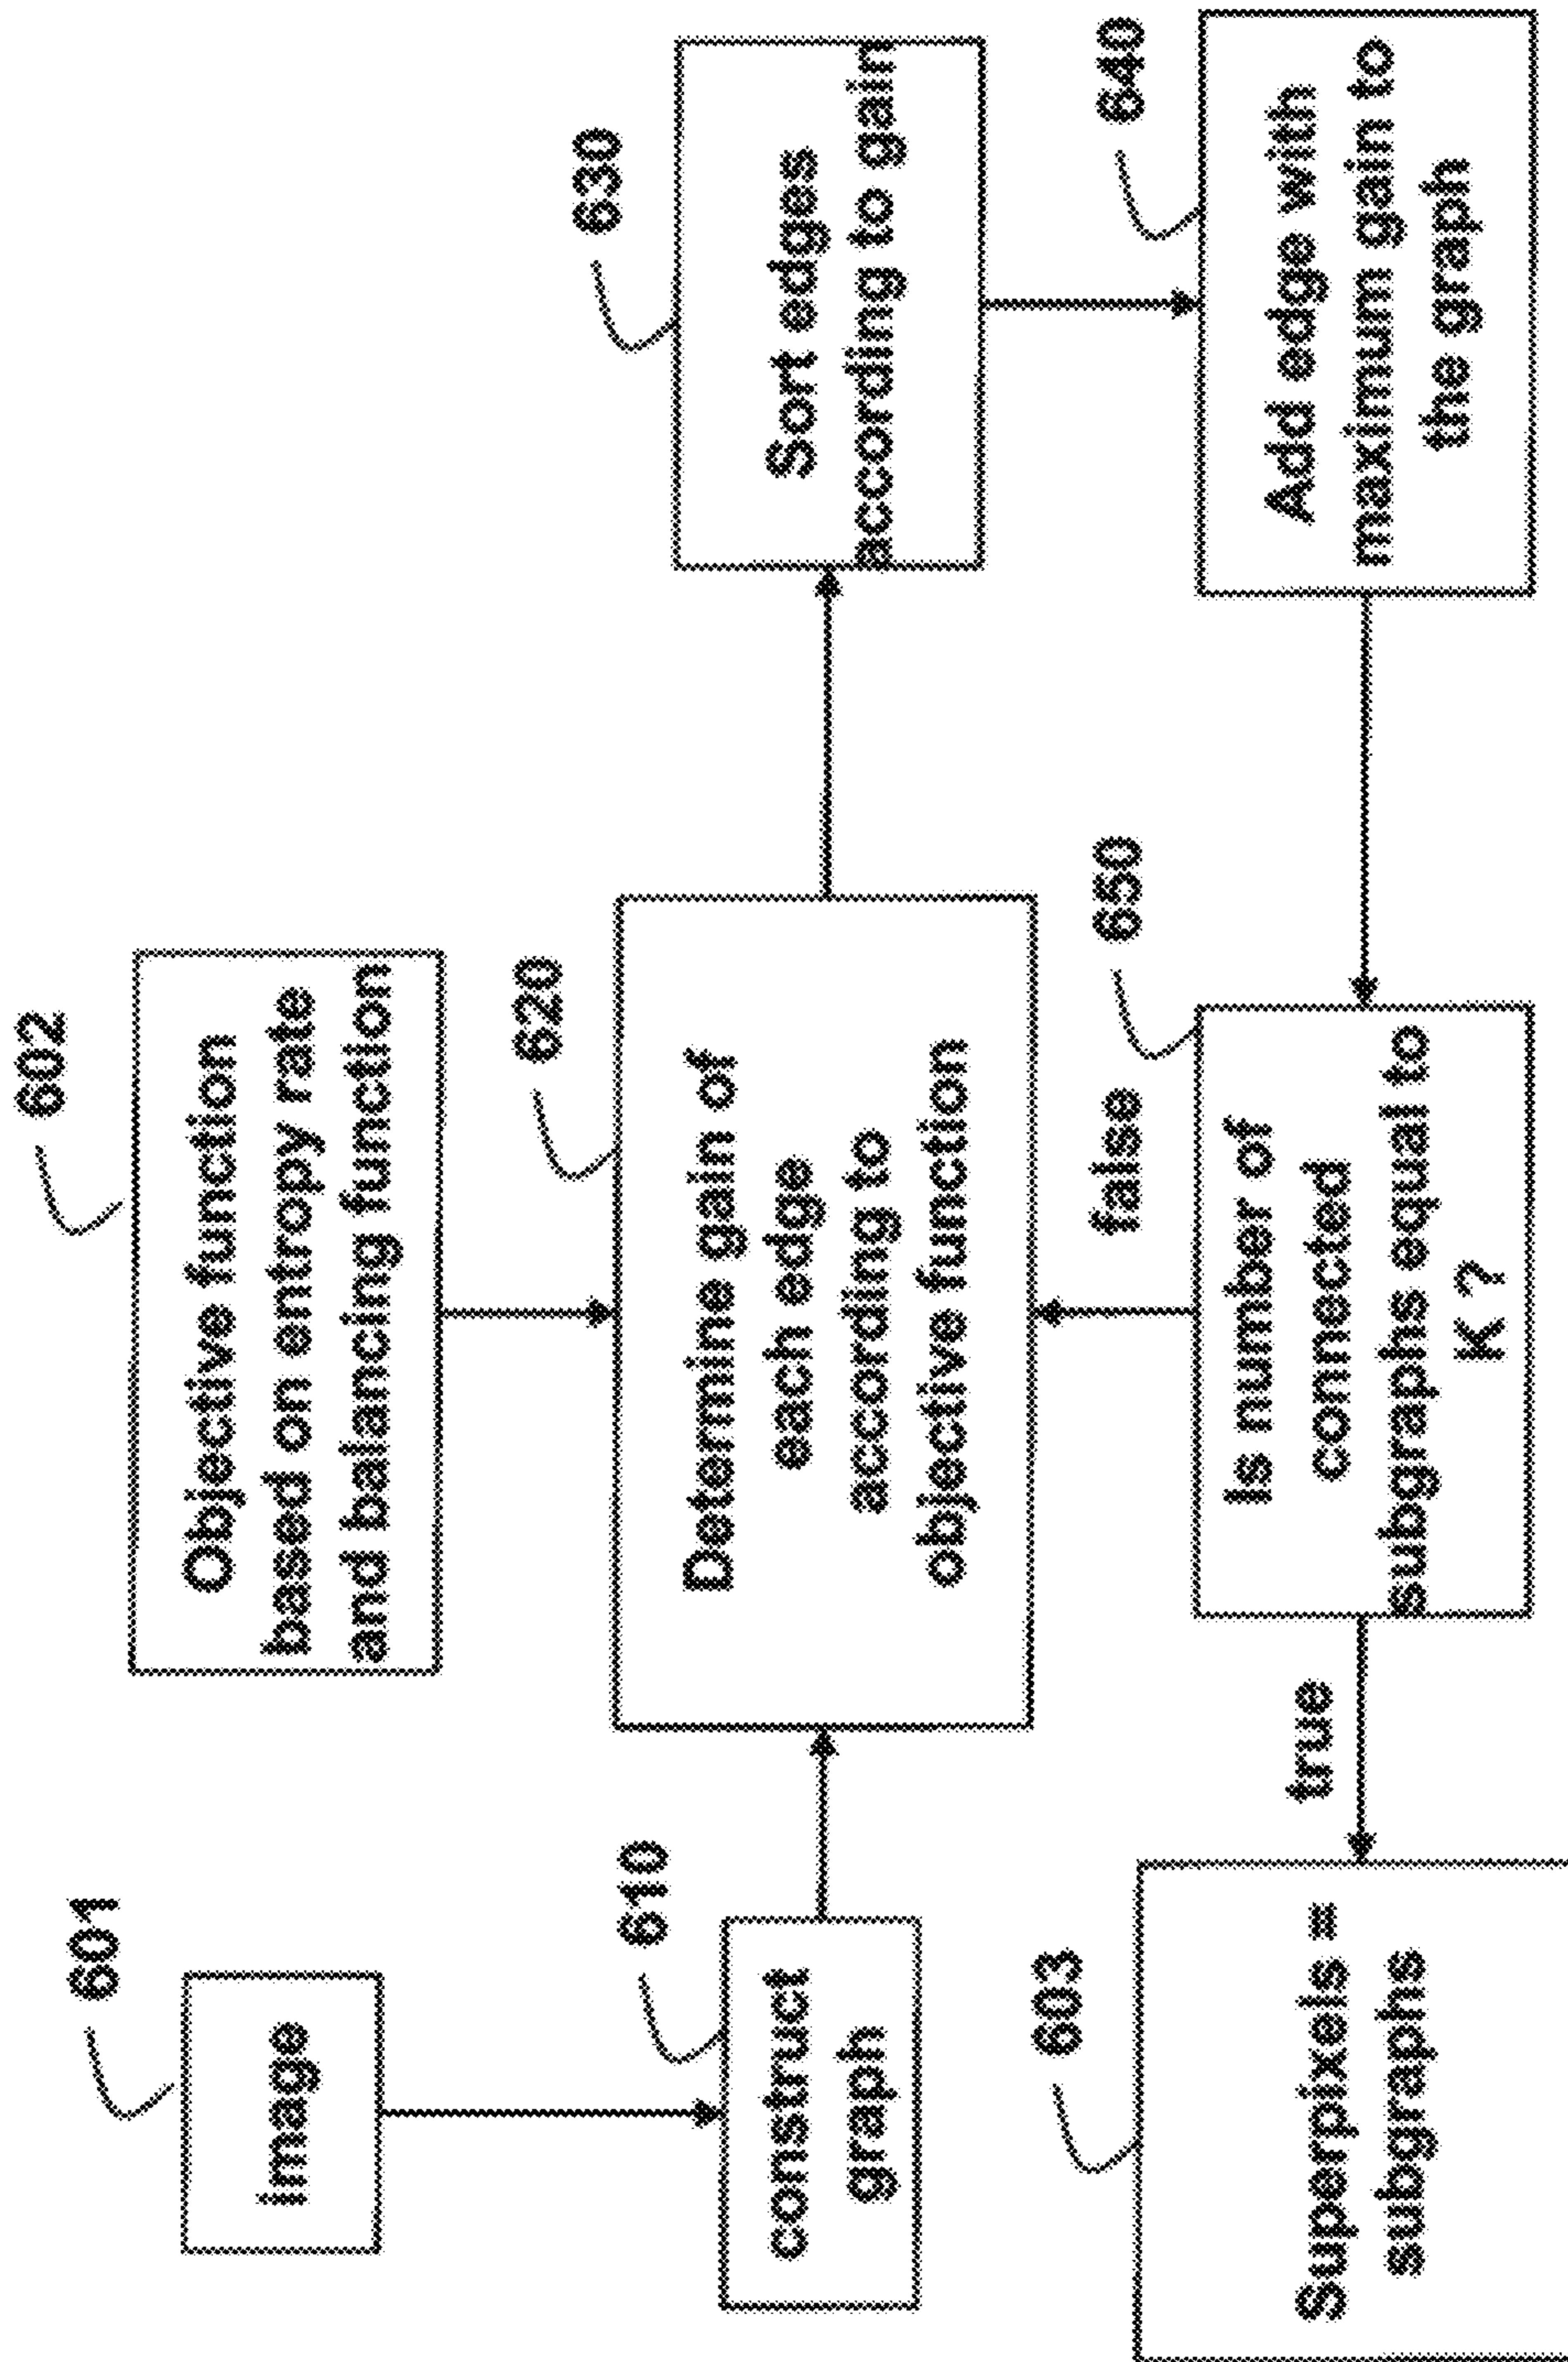 601
image
602
Objective function
based on entropy rate
and balancing function
610
construct
graph
620
Determine gain of
each edge
according to
objective function
630
Sort edges
according to gain
603
Superpixels =
subgraphs
true
650
false
Is number of
connected
subgraphs equal to
K ?
640
Add edge with
maximum gain to
the graph